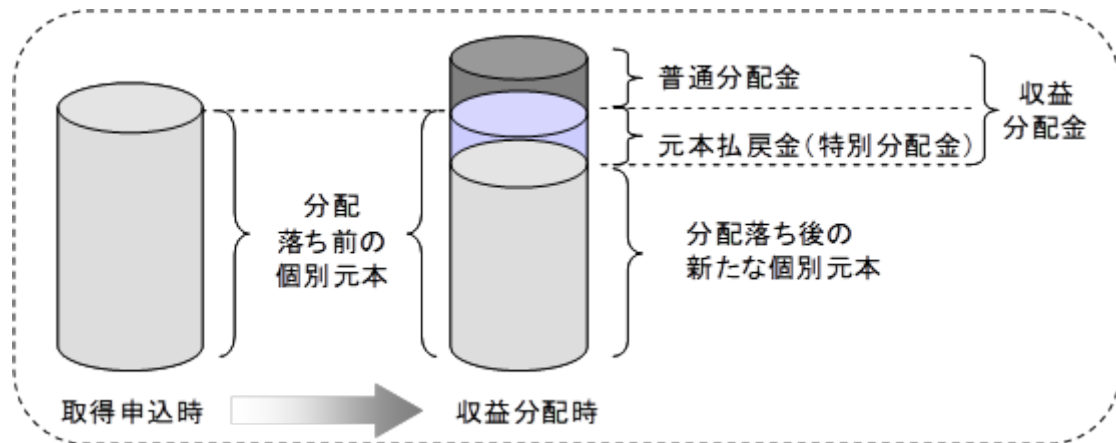 普通分配金
収益
分配金
元本払戻金(特別分配金)
分配
落ち前の
個別元本
分配落ち後の
新たな個別元本
取得申込時
収益分配時